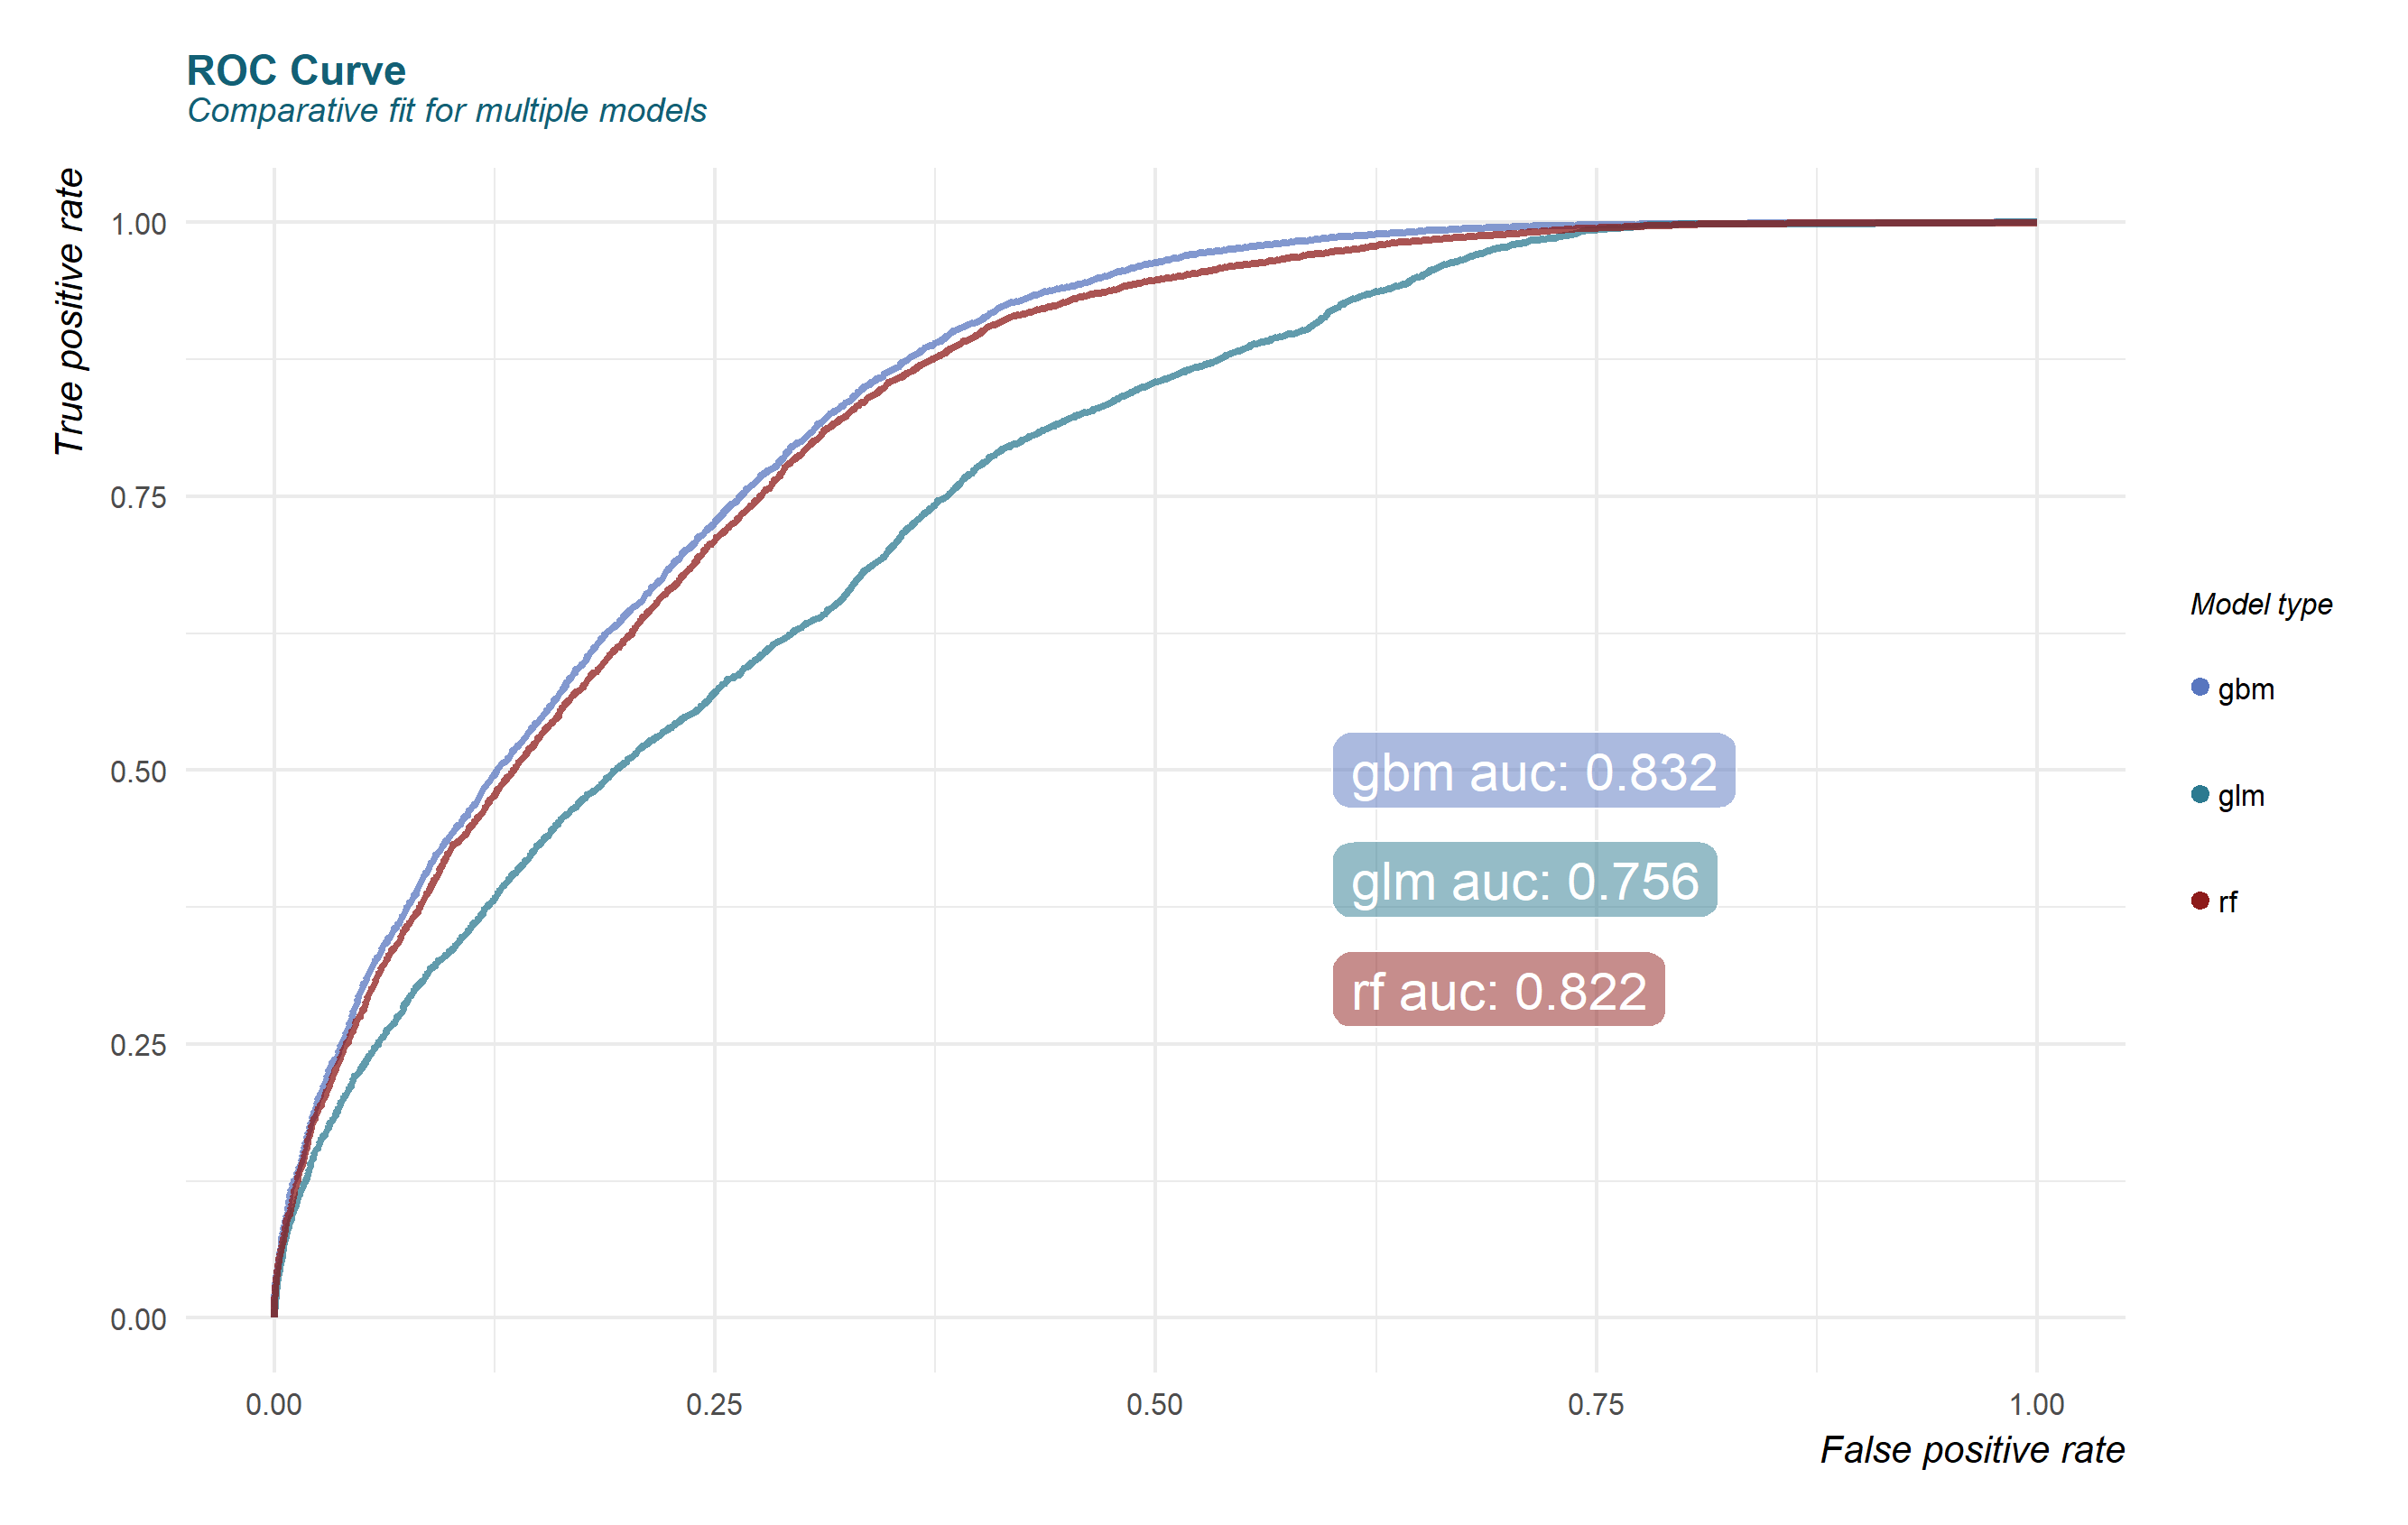 ROC Curve
Comparative fit for multiple models
True positive rate
1.00
0.75
0.50
0.25
0.00
0.00
0.25
0.50
0.75
1.00
False positive rate
gbm auc: 0.832
glm auc: 0.756
rf auc: 0.822
Model type
gbm
glm
rf